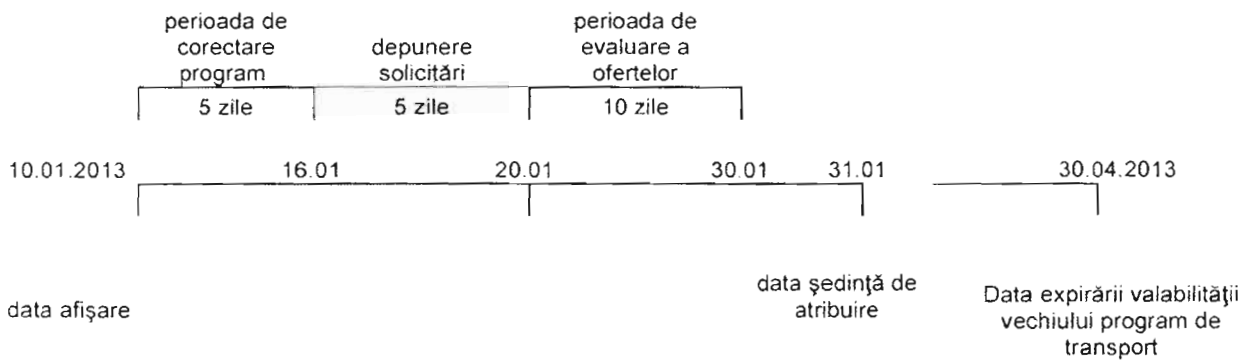 perioada de
corectare
program
depunere
solicitări
perioada de
evaluare a
ofertelor
5 zile
5 zile
10 zile
10.01.2013
16.01
20.01
30.01
31.01
30.04.2013
data afişare
data şedinţă de
atribuire
Data expirării valabilităţii
vechiului program de
transport